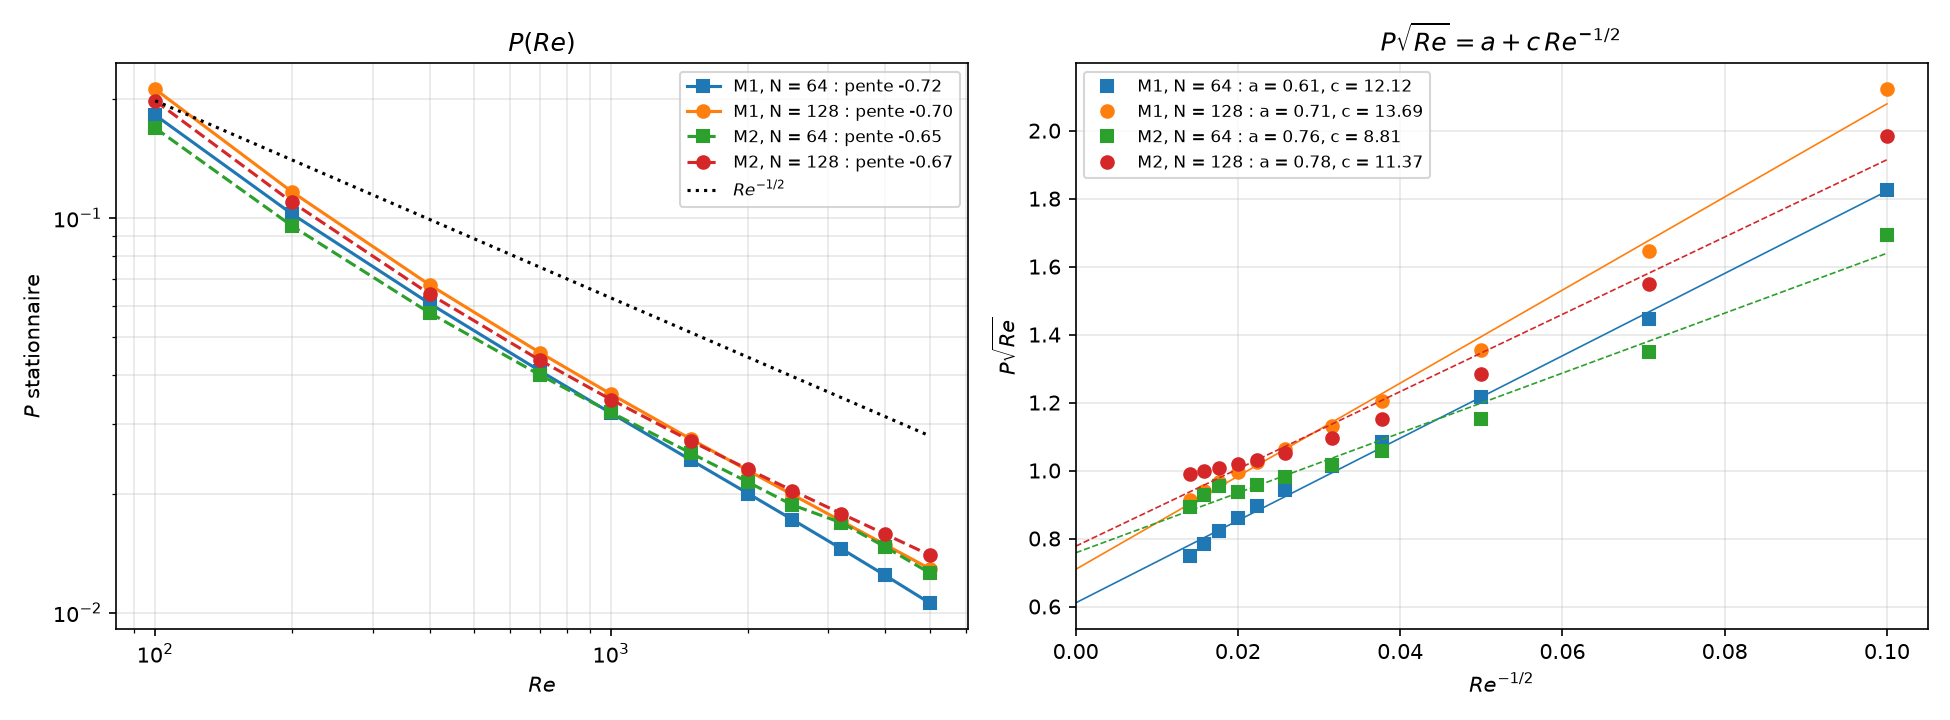 P(Re)
M1, N = 64 : pente -0.72
M1, N = 128 : pente -0.70
M2, N = 64 : pente -0.65
M2, N = 128 : pente -0.67
Re^{-1/2}
10^{-1}
10^{-2}
P stationnaire
10^2
10^3
Re
P√Re = a + c Re^{-1/2}
M1, N = 64 : a = 0.61, c = 12.12
M1, N = 128 : a = 0.71, c = 13.69
M2, N = 64 : a = 0.76, c = 8.81
M2, N = 128 : a = 0.78, c = 11.37
2.0
1.8
1.6
1.4
1.2
1.0
0.8
0.6
P√Re
0.00
0.02
0.04
0.06
0.08
0.10
Re^{-1/2}